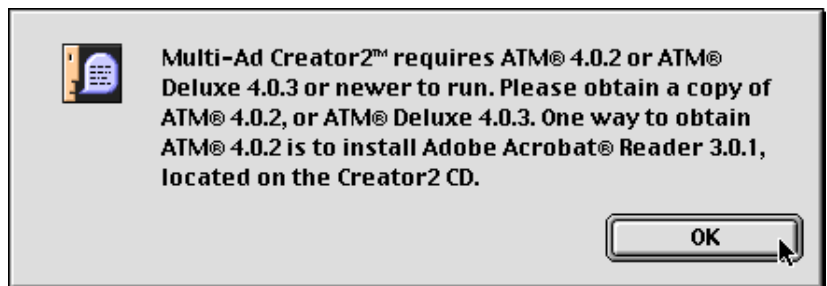 Multi-Ad Creator2™ requires ATM® 4.0.2 or ATM®
Deluxe 4.0.3 or newer to run. Please obtain a copy of
ATM® 4.0.2, or ATM® Deluxe 4.0.3. One way to obtain
ATM® 4.0.2 is to install Adobe Acrobat® Reader 3.0.1,
located on the Creator2 CD.
OK